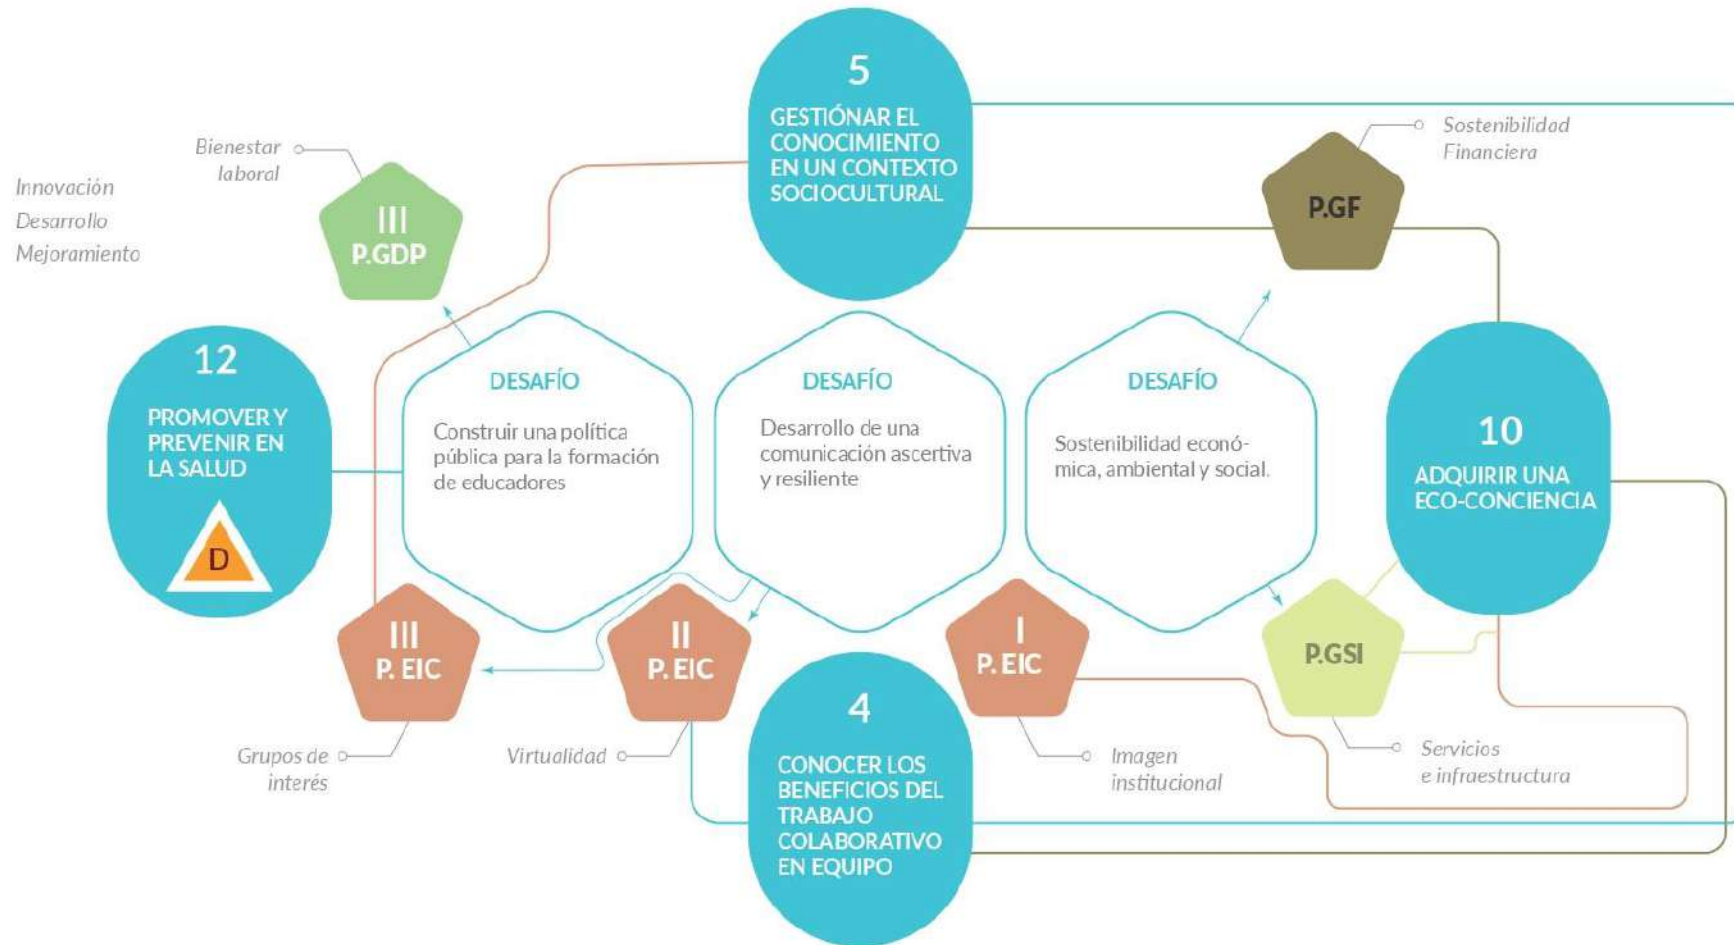 5
GESTIÓNAR EL
CONOCIMIENTO
EN UN CONTEXTO
SOCIOCULTURAL
Bienestar
laboral
Innovación
Desarrollo
Mejoramiento
III
P.GDP
P.GF
Sostenibilidad
Financiera
12
PROMOVER Y
PREVENIR EN
LA SALUD
D
DESAFÍO
Construir una política
pública para la formación
de educadores
DESAFÍO
Desarrollo de una
comunicación ascertiva
y resiliente
DESAFÍO
Sostenibilidad econó-
mica, ambiental y social.
10
ADQUIRIR UNA
ECO-CONCIENCIA
III
P. EIC
II
P. EIC
I
P. EIC
P.GSI
Grupos de
interés
Virtualidad
4
CONOCER LOS
BENEFICIOS DEL
TRABAJO
COLABORATIVO
EN EQUIPO
Imagen
institucional
Servicios
e infraestructura